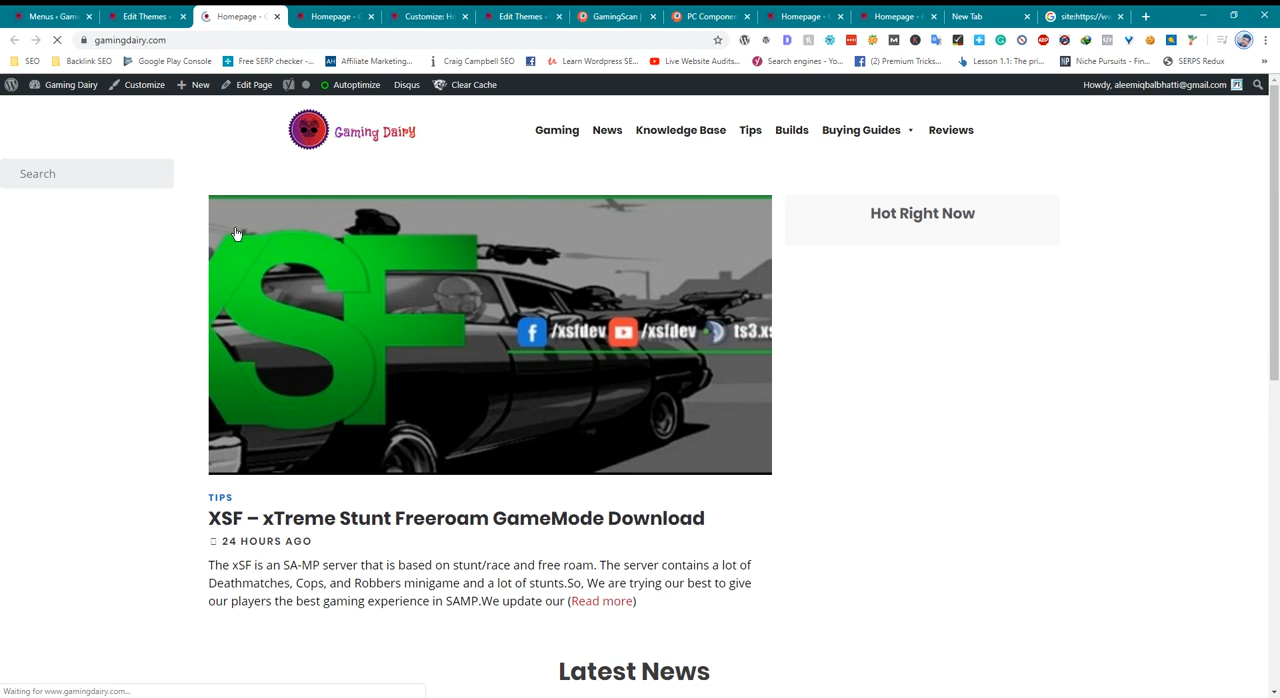 Menus ‹ Gami
Edit Themes ‹
Homepage - G
Homepage - G
Customize: Ho
Edit Themes ‹
GamingScan |
PC Componen
Homepage - G
Homepage - G
New Tab
site:https://w
gamingdairy.com
SEO
Backlink SEO
Google Play Console
Free SERP checker -...
Affiliate Marketing...
Craig Campbell SEO
Learn Wordpress SE...
Live Website Audits...
Search engines - Yo...
(2) Premium Tricks...
Lesson 1.1: The pri...
Niche Pursuits - Fin...
SERPS Redux
Gaming Dairy
Customize
New
Edit Page
Autoptimize
Disqus
Clear Cache
Howdy, aleemiqbalbhatti@gmail.com
Gaming Dairy
Gaming
News
Knowledge Base
Tips
Builds
Buying Guides
Reviews
Search
XSF
/xsfdev
/xsfdev
ts3.xs
Hot Right Now
TIPS
XSF – xTreme Stunt Freeroam GameMode Download
24 HOURS AGO
The xSF is an SA-MP server that is based on stunt/race and free roam. The server contains a lot of
Deathmatches, Cops, and Robbers minigame and a lot of stunts.So, We are trying our best to give
our players the best gaming experience in SAMP.We update our (Read more)
Latest News
Waiting for www.gamingdairy.com...